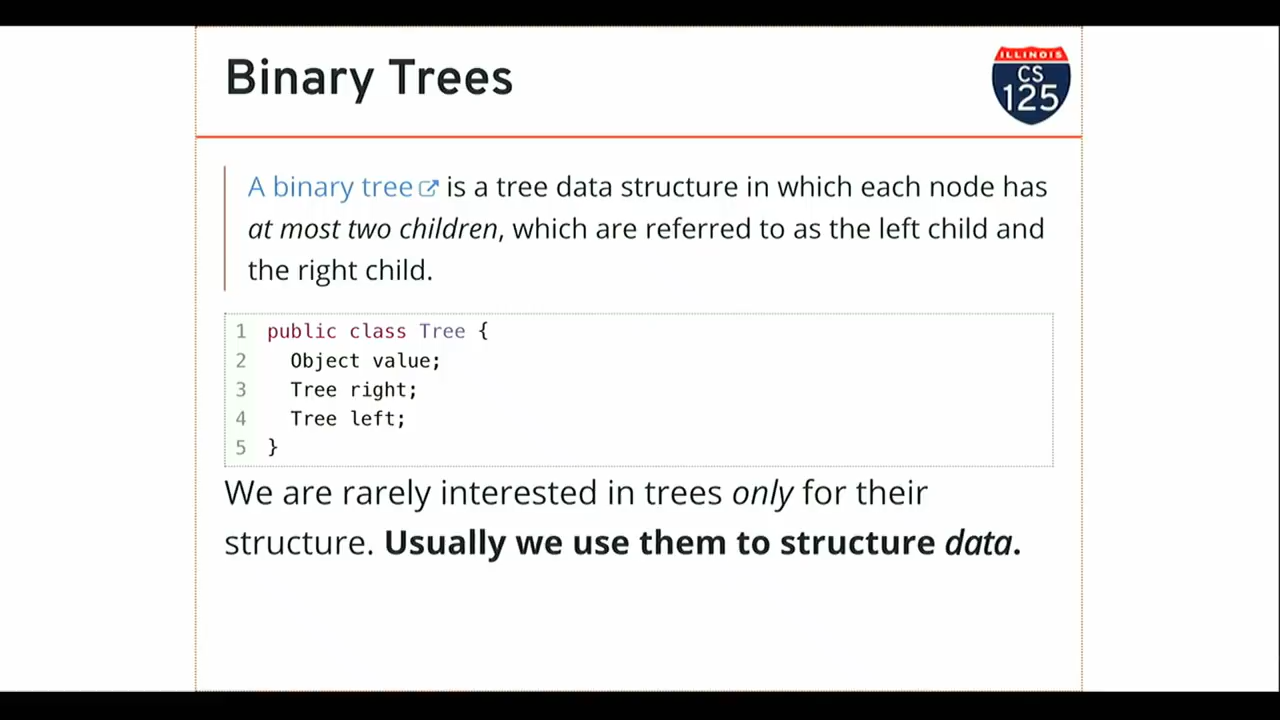 Binary Trees
ILLINOIS
CS
125
A binary tree is a tree data structure in which each node has
at most two children, which are referred to as the left child and
the right child.
1 public class Tree {
2   Object value;
3   Tree right;
4   Tree left;
5 }
We are rarely interested in trees only for their
structure. Usually we use them to structure data.